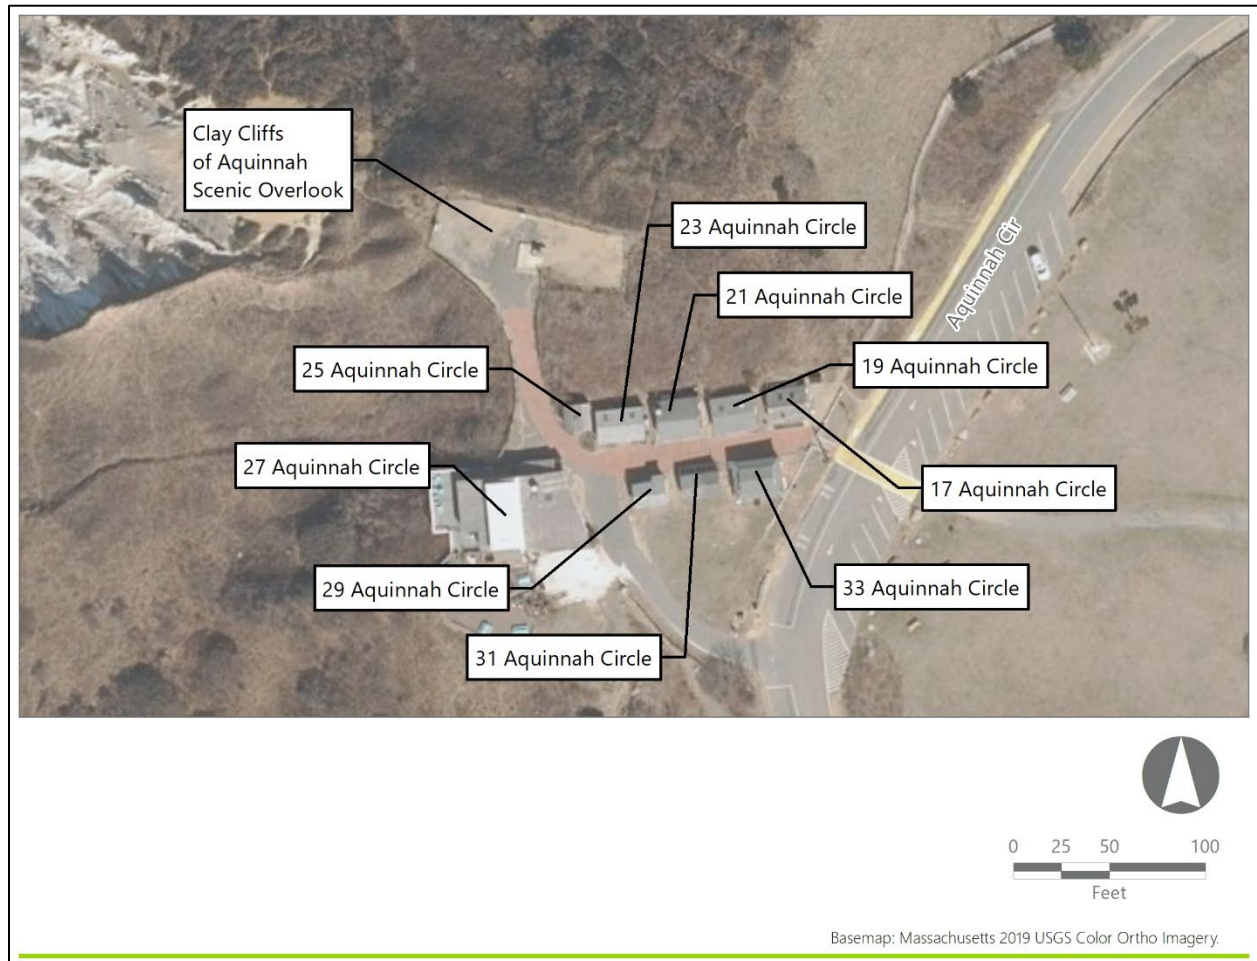 Clay Cliffs
of Aquinnah
Scenic Overlook
23 Aquinnah Circle
21 Aquinnah Circle
Aquinnah Cir
19 Aquinnah Circle
25 Aquinnah Circle
27 Aquinnah Circle
17 Aquinnah Circle
29 Aquinnah Circle
33 Aquinnah Circle
31 Aquinnah Circle
0 25 50 100
Feet
Basemap: Massachusetts 2019 USGS Color Ortho Imagery.